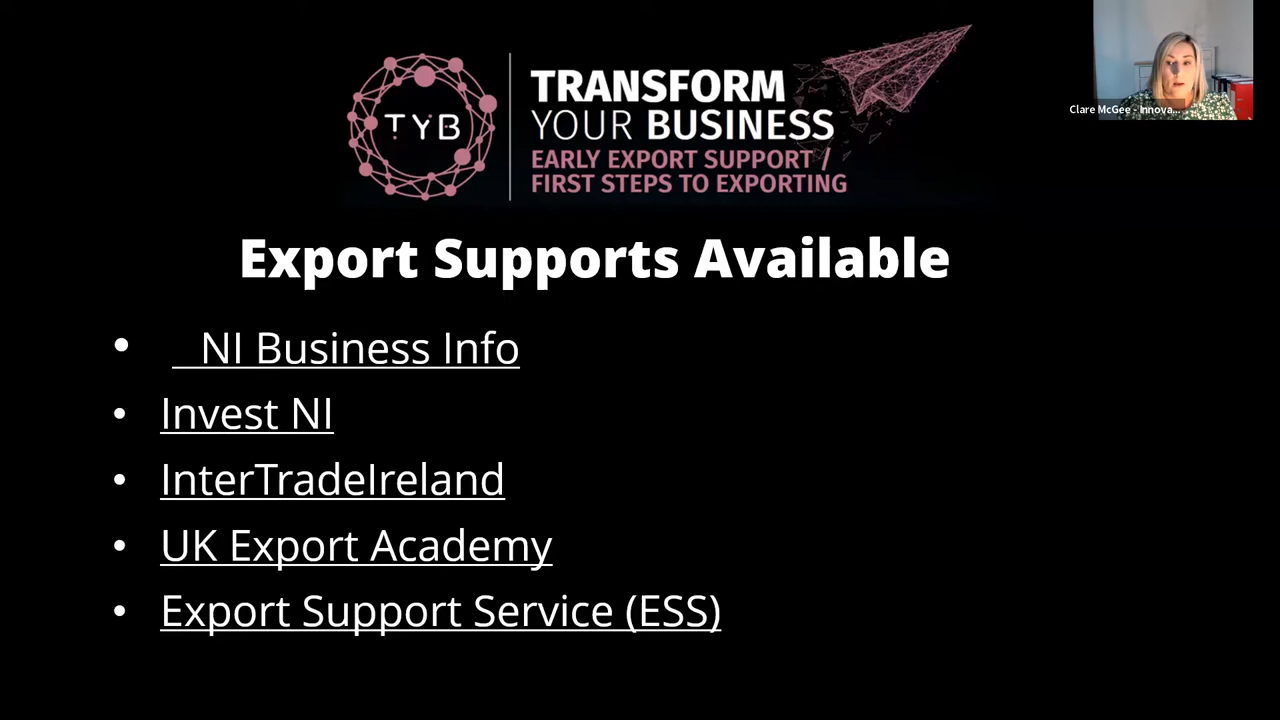 TYB
TRANSFORM
YOUR BUSINESS
EARLY EXPORT SUPPORT /
FIRST STEPS TO EXPORTING
Clare McGee - Innova...
Export Supports Available
• NI Business Info
• Invest NI
• InterTradeIreland
• UK Export Academy
• Export Support Service (ESS)